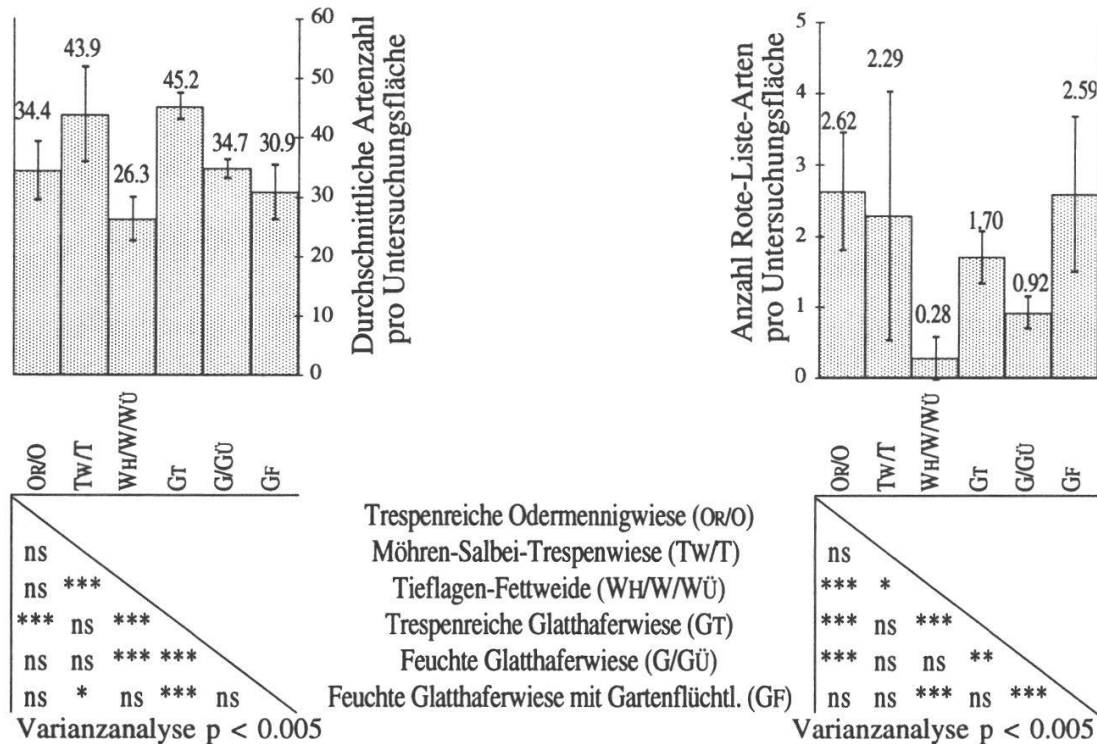 60
50
40
30
20
10
0
Durchschnittliche Artenzahl
pro Untersuchungsfläche
34.4
43.9
26.3
45.2
34.7
30.9
5
4
3
2
1
0
Anzahl Rote-Liste-Arten
pro Untersuchungsfläche
2.62
2.29
0.28
1.70
0.92
2.59
OR/O
TW/T
WH/W/WÜ
GT
G/GÜ
GF
OR/O
TW/T
WH/W/WÜ
GT
G/GÜ
GF
Trespenreiche Odermennigwiese (OR/O)
ns Möhren-Salbei-Trespenwiese (TW/T) ns
ns *** Tieflagen-Fettweide (WH/W/WÜ) *** *
*** ns *** Trespenreiche Glatthaferwiese (GT) *** ns ***
ns ns *** *** Feuchte Glatthaferwiese (G/GÜ) *** ns ns **
ns * ns *** ns Feuchte Glatthaferwiese mit Gartenflüchtl. (GF) ns ns *** ns ***
Varianzanalyse p < 0.005
Varianzanalyse p < 0.005